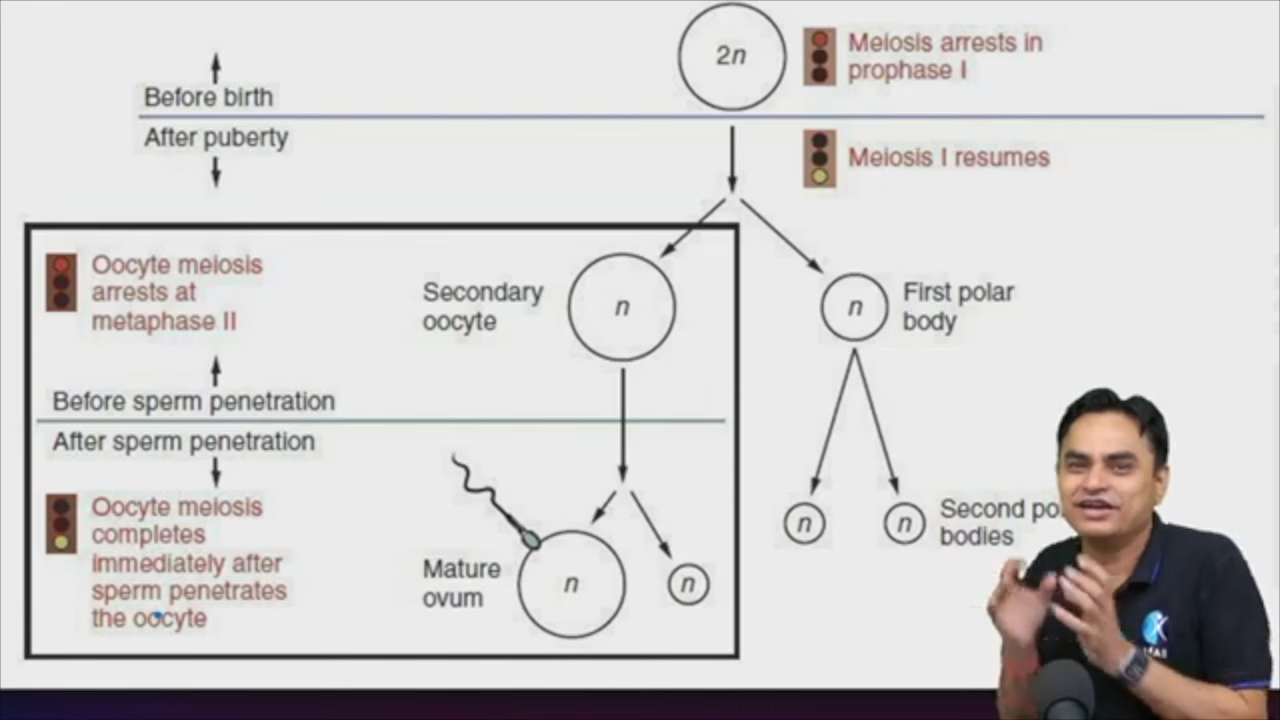 2n
Meiosis arrests in
prophase I
Before birth
After puberty
Meiosis I resumes
Oocyte meiosis
arrests at
metaphase II
Secondary
oocyte
n
n
First polar
body
Before sperm penetration
After sperm penetration
Oocyte meiosis
completes
immediately after
sperm penetrates
the oocyte
Mature
ovum
n
n
n
n
Second
bodies